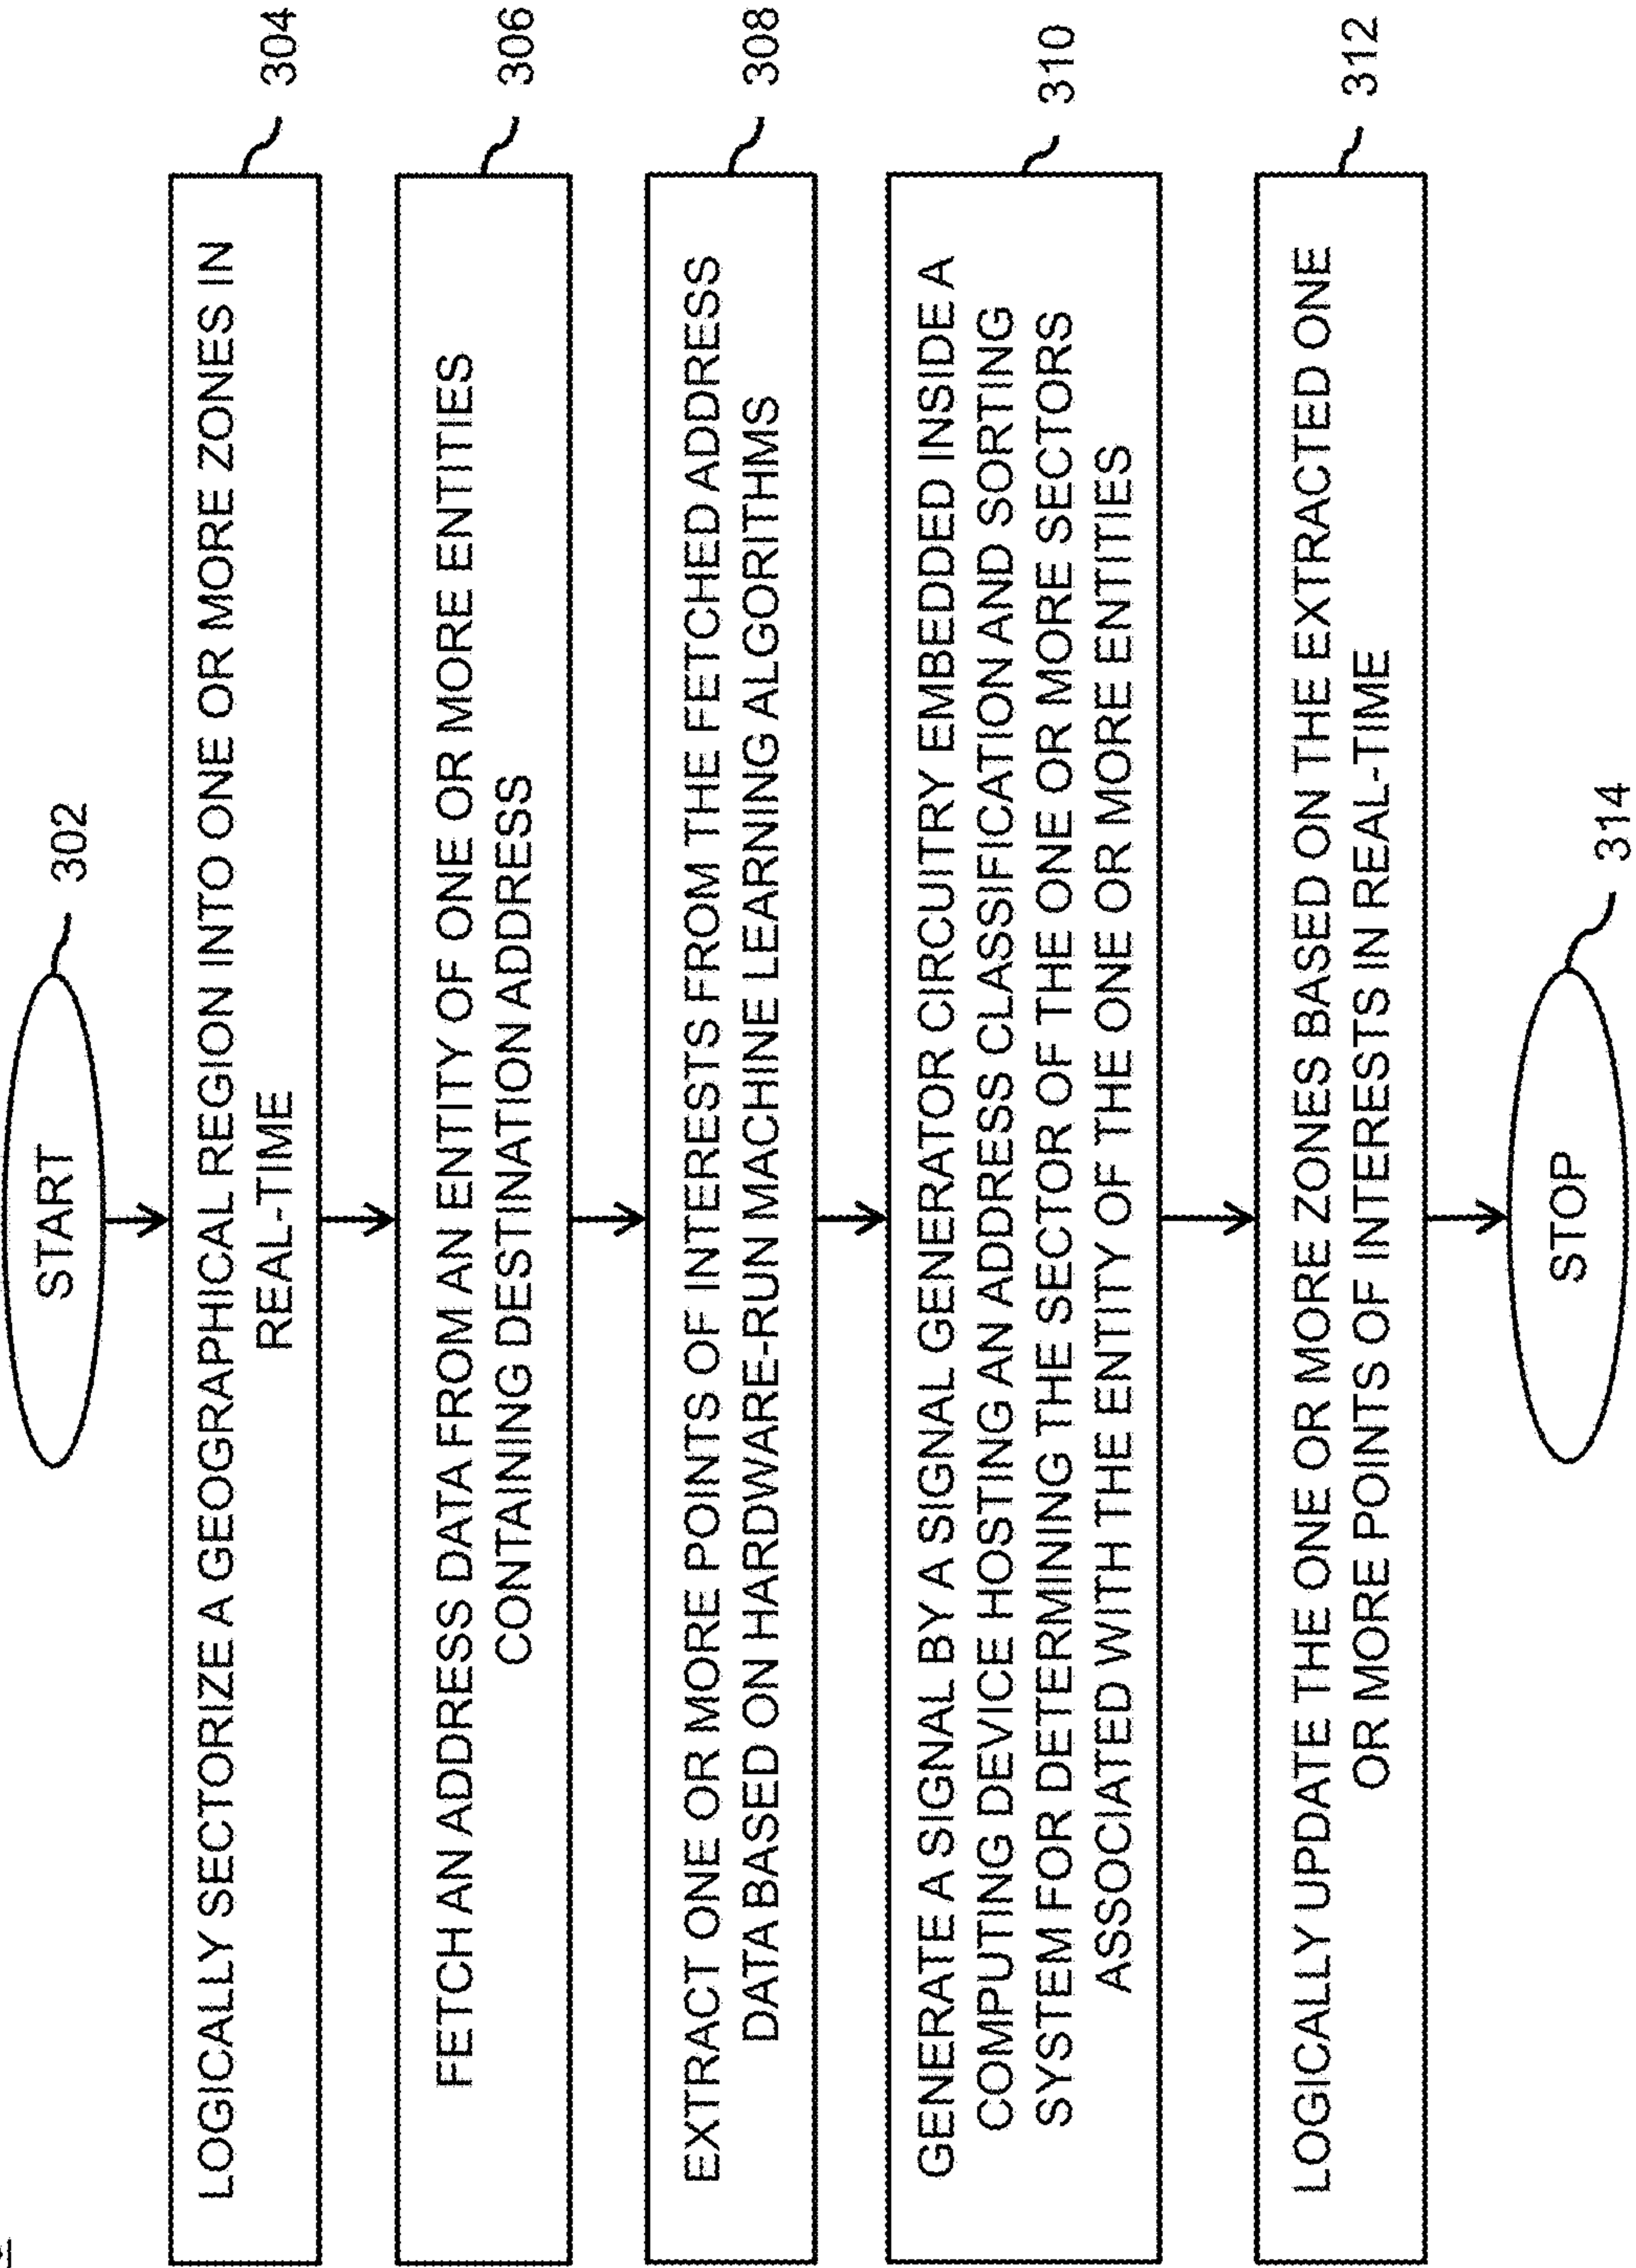 START
302
LOGICALLY SECTORIZE A GEOGRAPHICAL REGION INTO ONE OR MORE ZONES IN
REAL-TIME
304
FETCH AN ADDRESS DATA FROM AN ENTITY OF ONE OR MORE ENTITIES
CONTAINING DESTINATION ADDRESS
306
EXTRACT ONE OR MORE POINTS OF INTERESTS FROM THE FETCHED ADDRESS
DATA BASED ON HARDWARE-RUN MACHINE LEARNING ALGORITHMS
308
GENERATE A SIGNAL BY A SIGNAL GENERATOR CIRCUITRY EMBEDDED INSIDE A
COMPUTING DEVICE HOSTING AN ADDRESS CLASSIFICATION AND SORTING
SYSTEM FOR DETERMINING THE SECTOR OF THE ONE OR MORE SECTORS
ASSOCIATED WITH THE ENTITY OF THE ONE OR MORE ENTITIES
310
LOGICALLY UPDATE THE ONE OR MORE ZONES BASED ON THE EXTRACTED ONE
OR MORE POINTS OF INTERESTS IN REAL-TIME
312
STOP
314